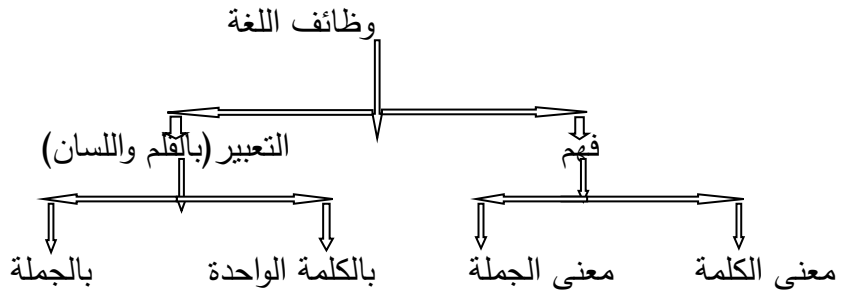 وظائف اللغة
فهم التعبير (بالقلم واللسان)
معنى الكلمة معنى الجملة بالكلمة الواحدة بالجملة